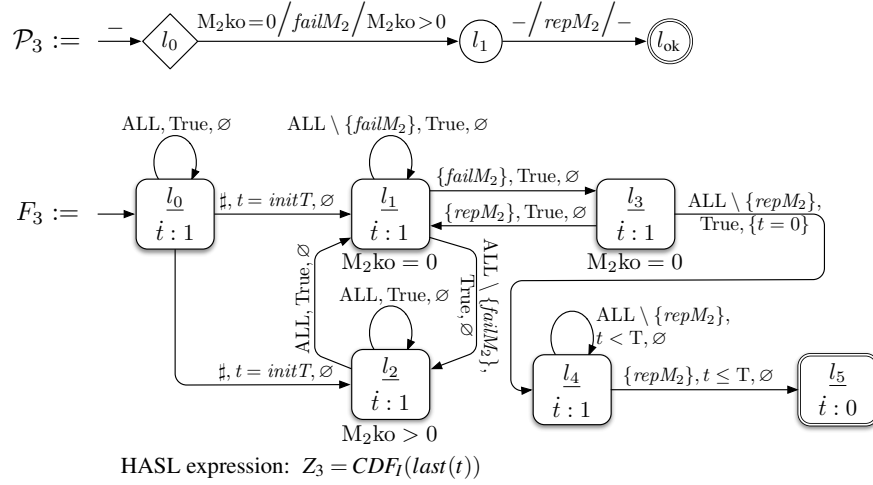 𝒫₃ := − l₀ M₂ko=0/failM₂/M₂ko>0 l₁ −/repM₂/− l_ok
ALL, True, ∅
ALL \ {failM₂}, True, ∅
F₃ := l₀
ṫ : 1
♯, t = initT, ∅
l₁
ṫ : 1
M₂ko = 0
{failM₂}, True, ∅
{repM₂}, True, ∅
l₃
ṫ : 1
M₂ko = 0
ALL \ {repM₂},
True, {t = 0}
ALL, True, ∅
ALL, True, ∅
ALL \ {failM₂},
True, ∅
♯, t = initT, ∅
l₂
ṫ : 1
M₂ko > 0
ALL \ {repM₂},
t < T, ∅
l₄
ṫ : 1
{repM₂}, t ≤ T, ∅
l₅
ṫ : 0
HASL expression: Z₃ = CDF_I(last(t))